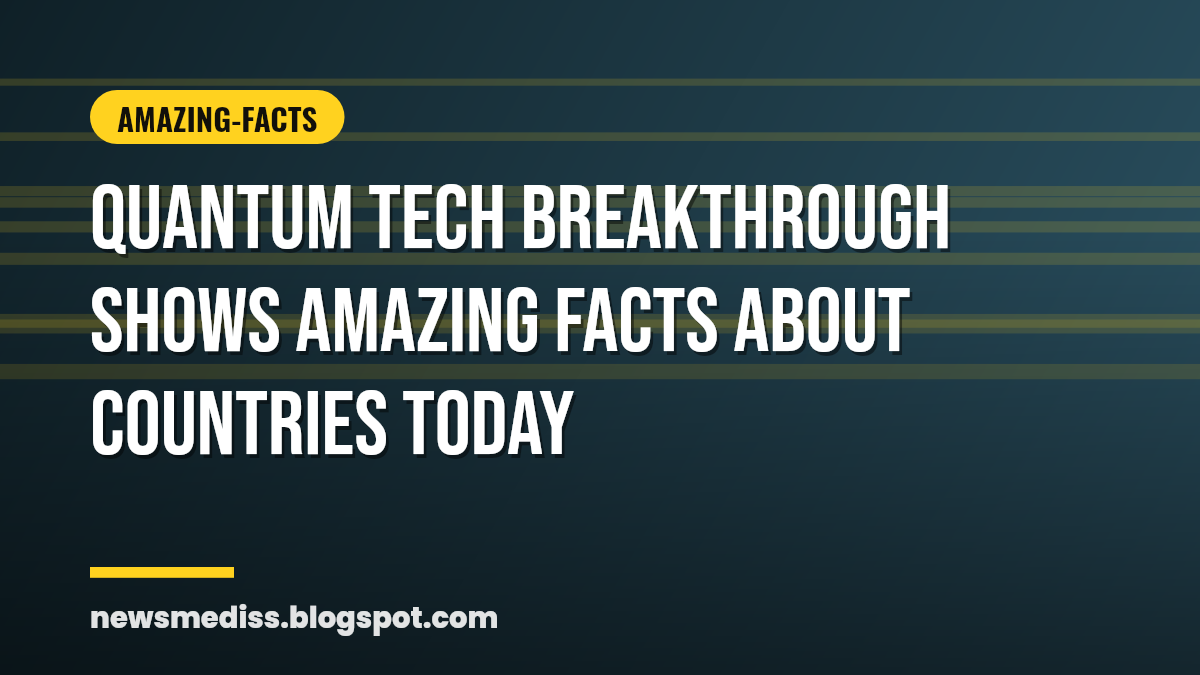 AMAZING-FACTS
QUANTUM TECH BREAKTHROUGH
SHOWS AMAZING FACTS ABOUT
COUNTRIES TODAY
newsmediss.blogspot.com